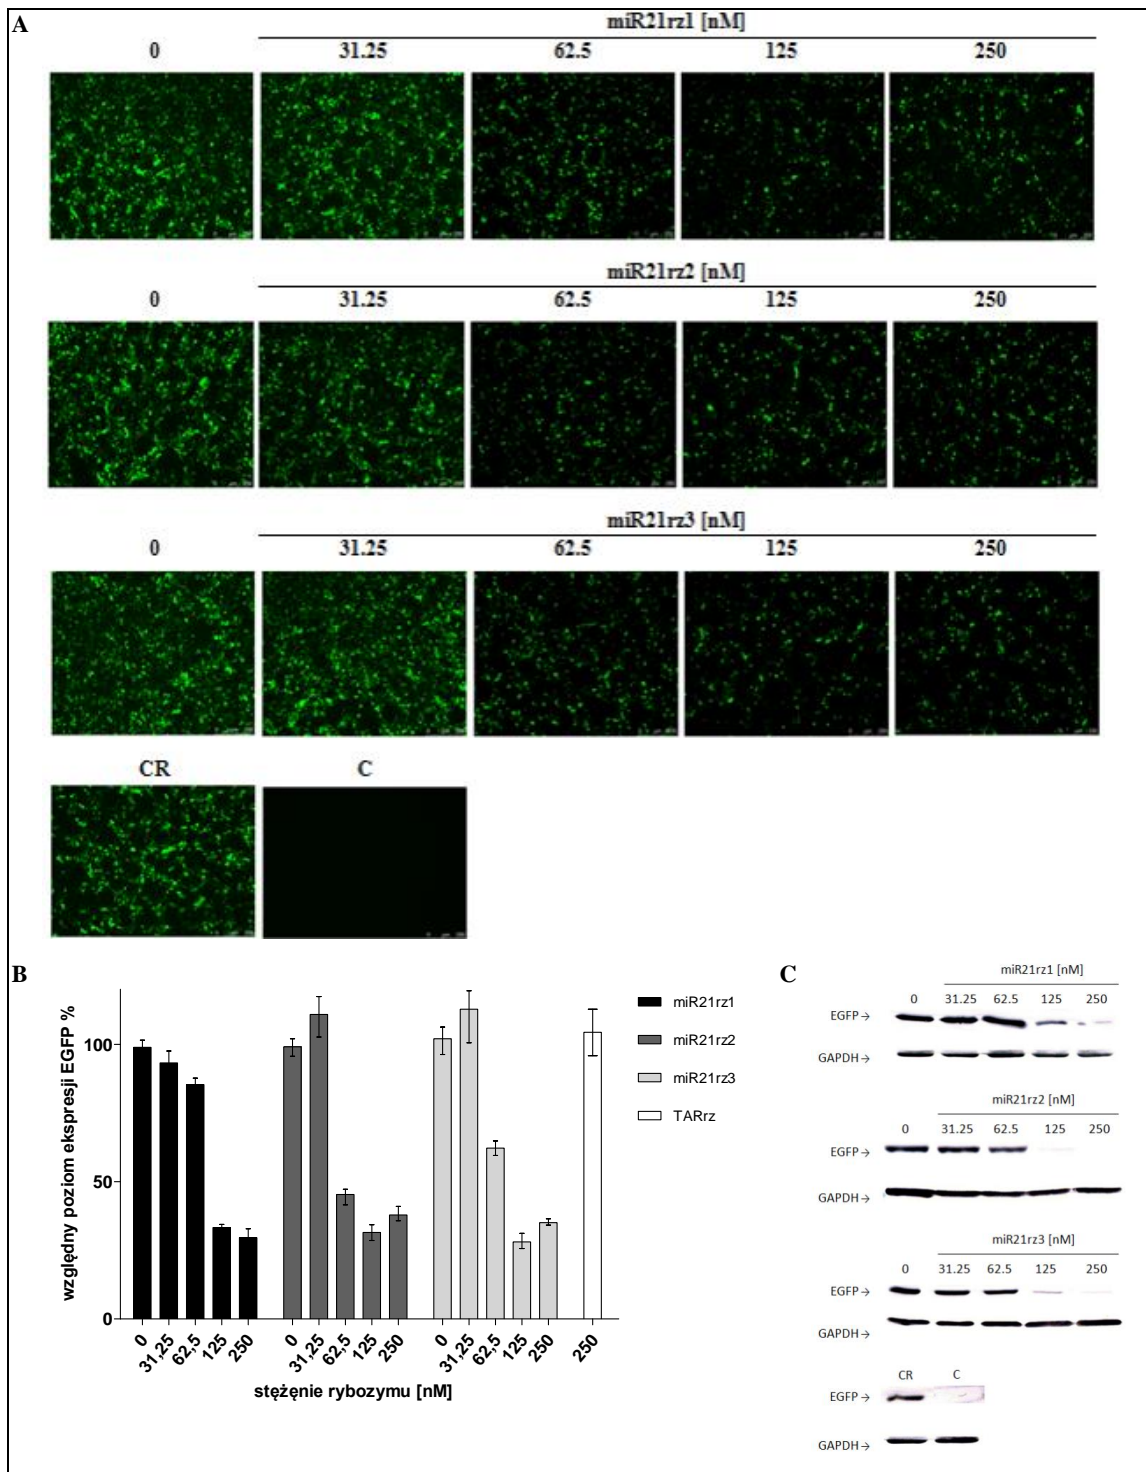 A
miR21rz1 [nM]
0 31.25 62.5 125 250
miR21rz2 [nM]
0 31.25 62.5 125 250
miR21rz3 [nM]
0 31.25 62.5 125 250
CR C
B
względny poziom ekspresji EGFP %
100
50
0
0 31,25 62,5 125 250 0 31,25 62,5 125 250 0 31,25 62,5 125 250 250
stężenie rybozymu [nM]
miR21rz1
miR21rz2
miR21rz3
TARrz
C
miR21rz1 [nM]
0 31.25 62.5 125 250
EGFP→
GAPDH→
miR21rz2 [nM]
0 31.25 62.5 125 250
EGFP→
GAPDH→
miR21rz3 [nM]
0 31.25 62.5 125 250
EGFP→
GAPDH→
CR C
EGFP→
GAPDH→